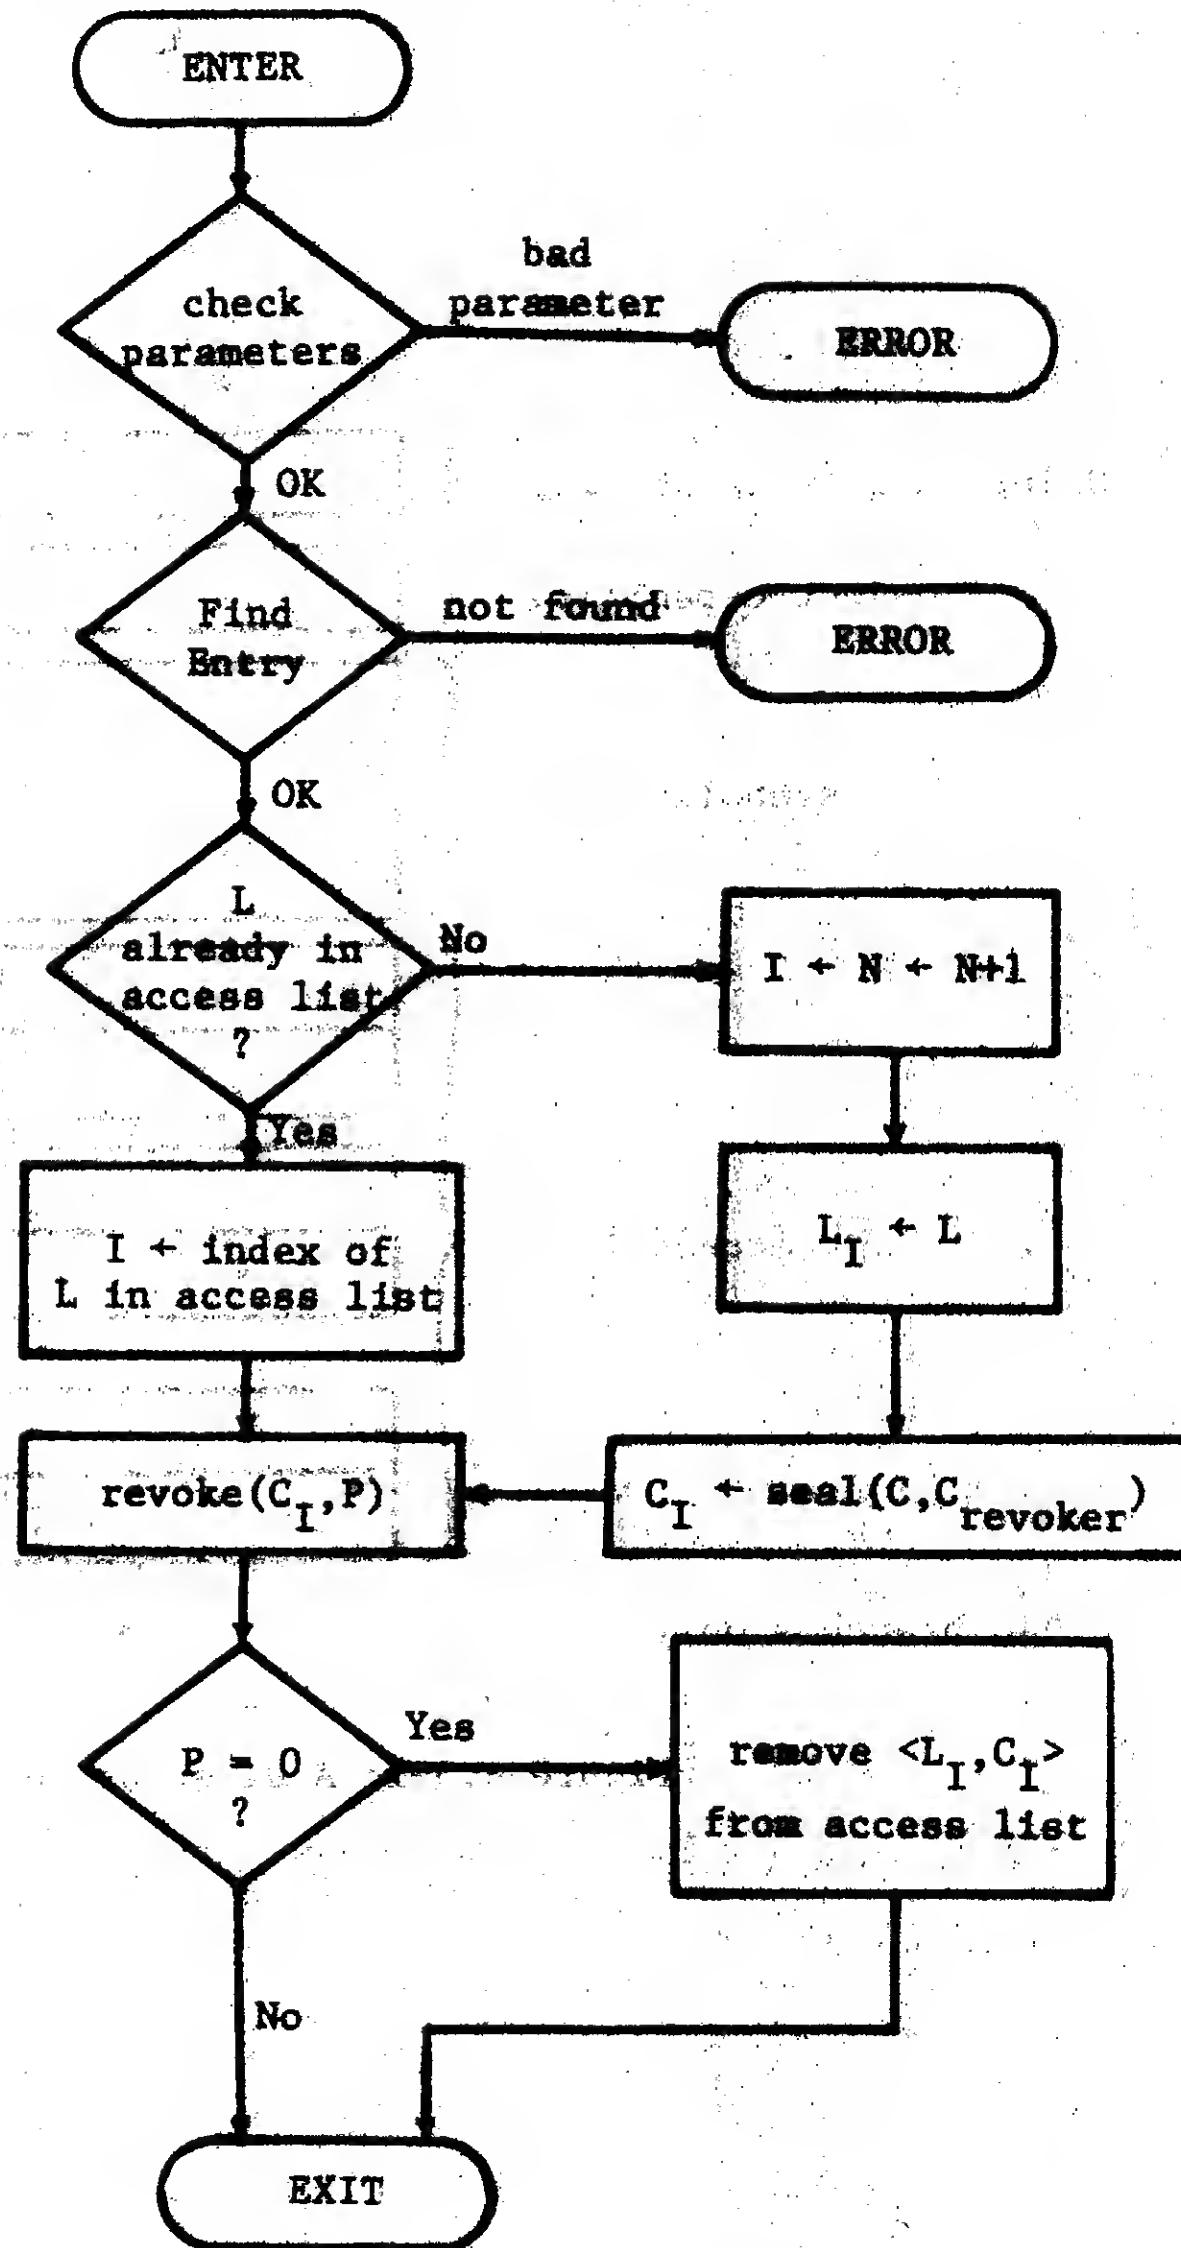 ENTER
check
parameters
bad
parameter
ERROR
OK
Find
Entry
not found
ERROR
OK
L
already in
access list
?
No
I ← N ← N+1
Yes
L_I ← L
I ← index of
L in access list
revoke(C_I,P)
C_I ← seal(C,C_revoker)
P = 0
?
Yes
remove <L_I,C_I>
from access list
No
EXIT